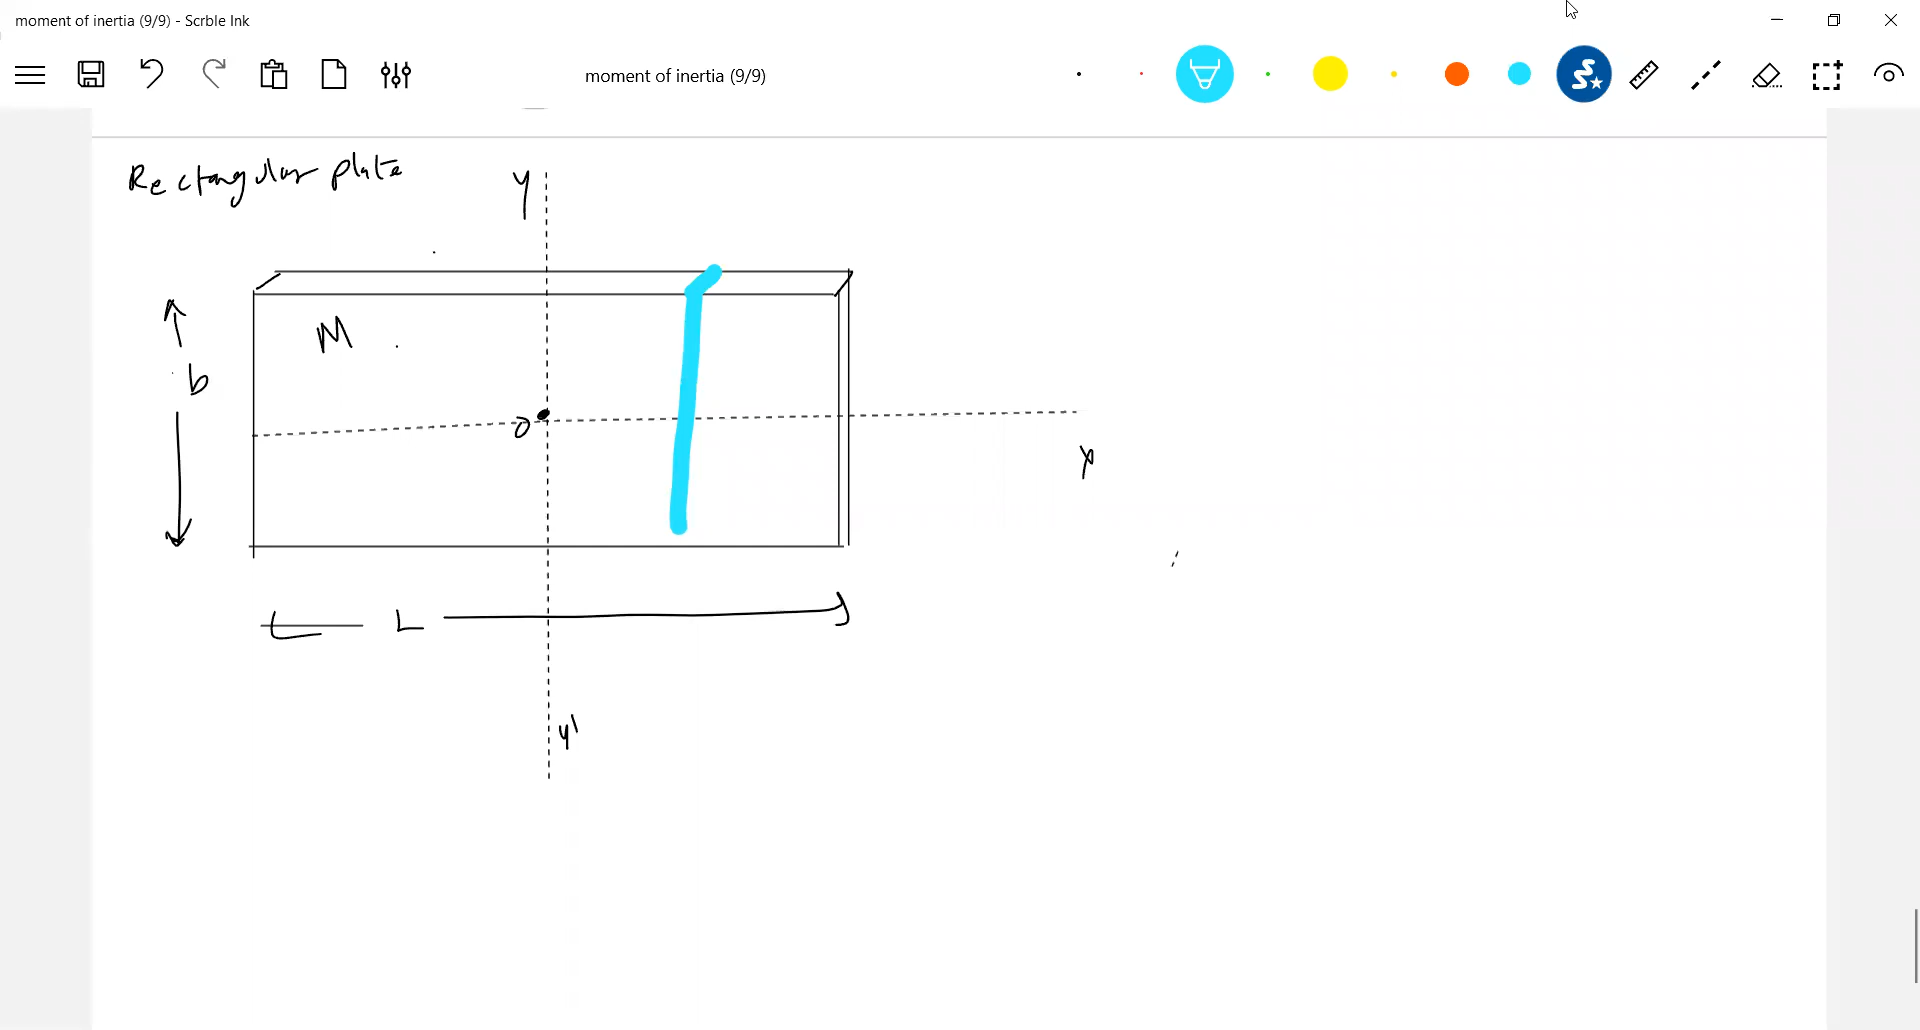 moment of inertia (9/9) - Scrble Ink
moment of inertia (9/9)
Rectangular plate
y
M
b
O
x
L
y'